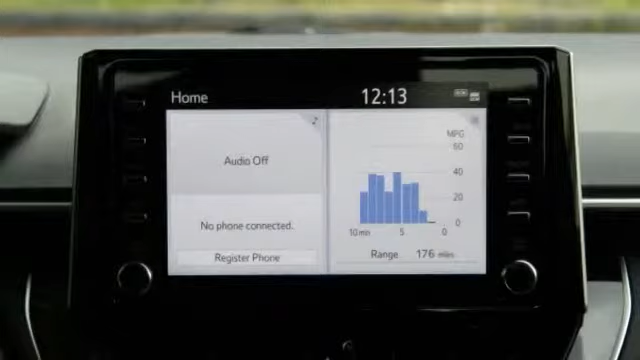 Home
12:13
Audio Off
No phone connected.
Register Phone
MPG
60
40
20
0
10 min 5 0
Range 176 miles